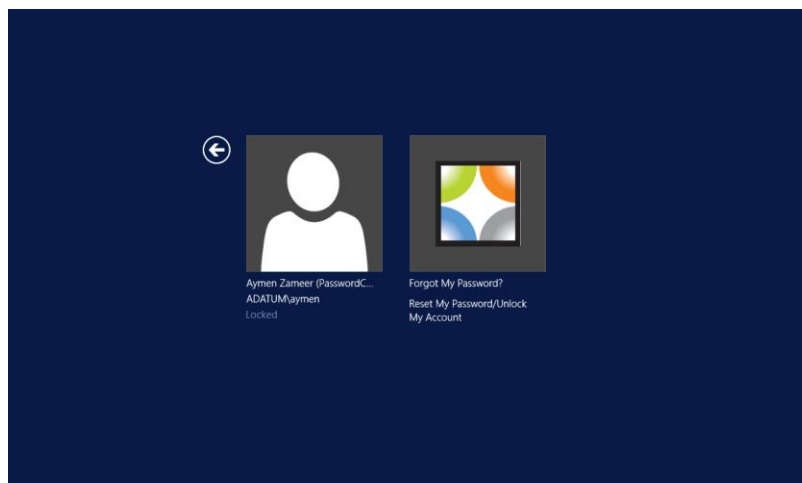 Aymen Zameer (PasswordC...
ADATUM\aymen
Locked
Forgot My Password?
Reset My Password/Unlock
My Account